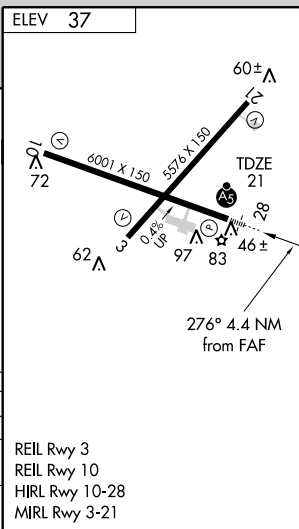 ELEV 37
60±
21
V
10
V
72
6001 X 150
5576 X 150
TDZE
21
A5
28
V
3
0.4%
UP
62
97
P
83
46±
276° 4.4 NM
from FAF
REIL Rwy 3
REIL Rwy 10
HIRL Rwy 10-28
MIRL Rwy 3-21